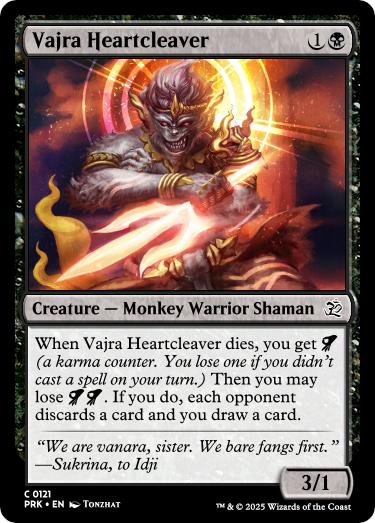 Vajra Heartcleaver 1
Creature — Monkey Warrior Shaman
When Vajra Heartcleaver dies, you get
(a karma counter. You lose one if you didn't
cast a spell on your turn.) Then you may
lose . If you do, each opponent
discards a card and you draw a card.
“We are vanara, sister. We bare fangs first.”
—Sukrina, to Idji
3/1
C 0121
PRK • EN Tonzhat
™ & © 2025 Wizards of the Coast